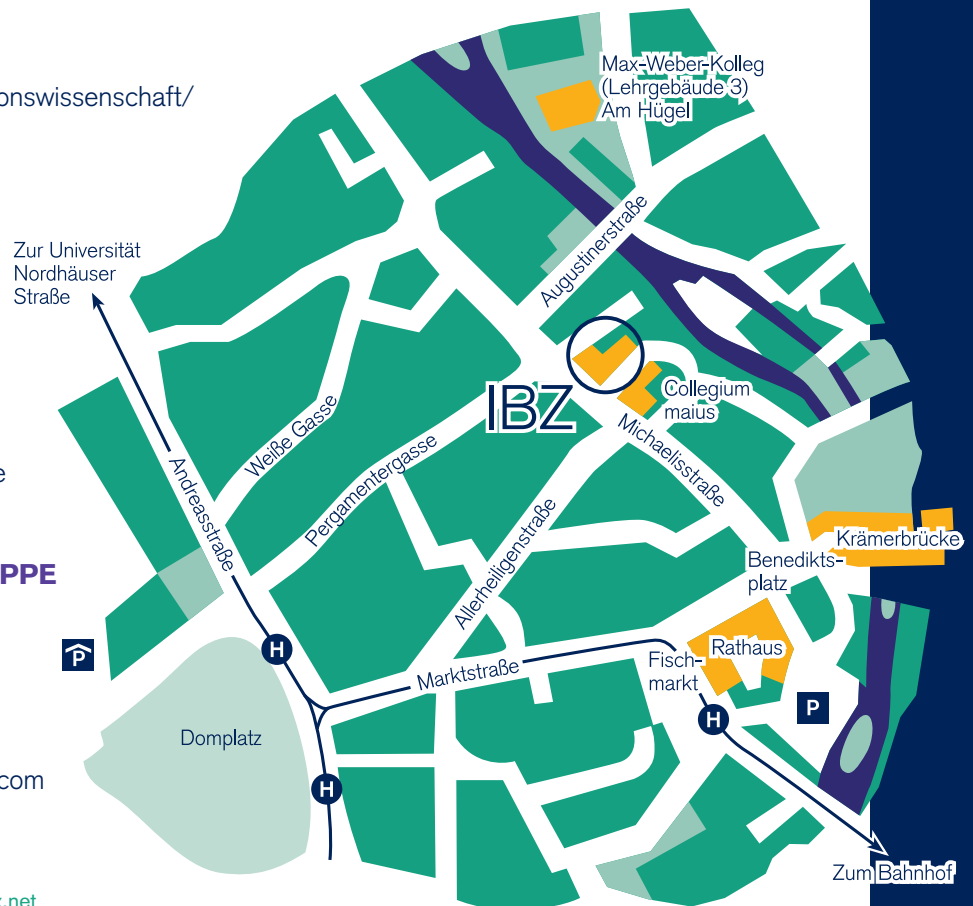 onswissenschaft/
Max-Weber-Kolleg
(Lehrgebäude 3)
Am Hügel
Zur Universität
Nordhäuser
Straße
Augustinerstraße
IBZ
Collegium
maius
Michaelisstraße
Weiße Gasse
Pergamentergasse
Andreasstraße
e
Allerheiligenstraße
Krämerbrücke
Benedikts-
platz
PPE
P
H
Rathaus
Fisch-
markt
Marktstraße
P
H
Domplatz
H
com
Zum Bahnhof
.net